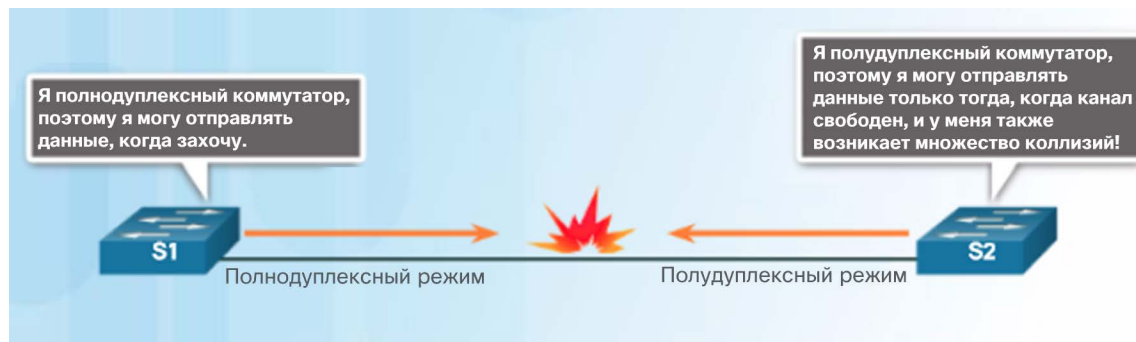 Я полнодуплексный коммутатор,
поэтому я могу отправлять
данные, когда захочу.
Я полудуплексный коммутатор,
поэтому я могу отправлять
данные только тогда, когда канал
свободен, и у меня также
возникает множество коллизий!
S1
S2
Полнодуплексный режим
Полудуплексный режим